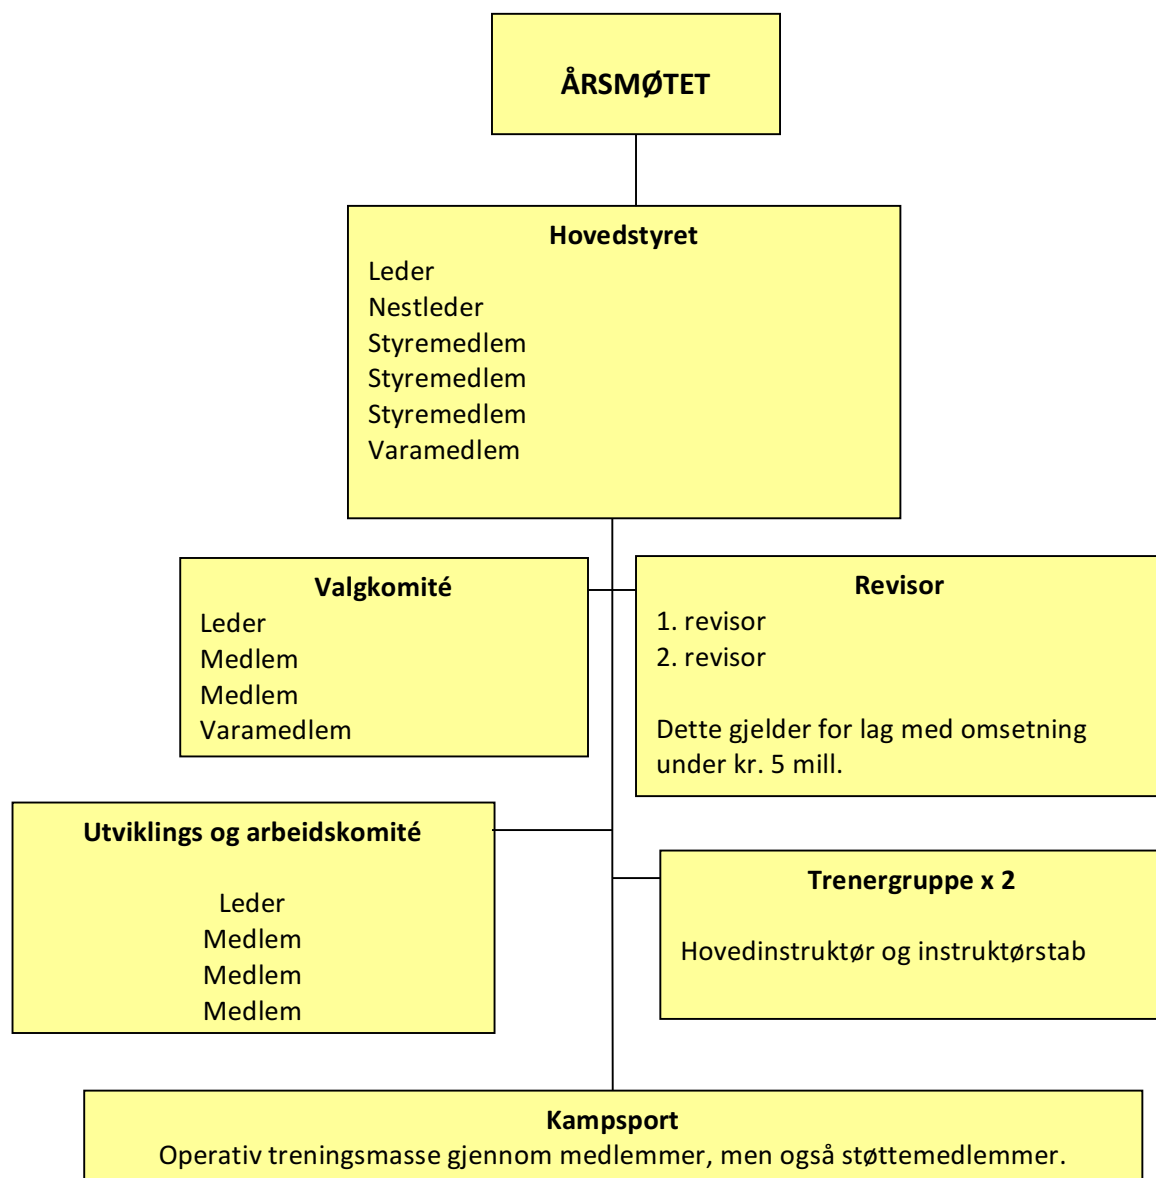 ÅRSMØTET
Hovedstyret
Leder
Nestleder
Styremedlem
Styremedlem
Styremedlem
Varamedlem
Valgkomité
Leder
Medlem
Medlem
Varamedlem
Revisor
1. revisor
2. revisor
Dette gjelder for lag med omsetning
under kr. 5 mill.
Utviklings og arbeidskomité
Leder
Medlem
Medlem
Medlem
Trenergruppe x 2
Hovedinstruktør og instruktørstab
Kampsport
Operativ treningsmasse gjennom medlemmer, men også støttemedlemmer.